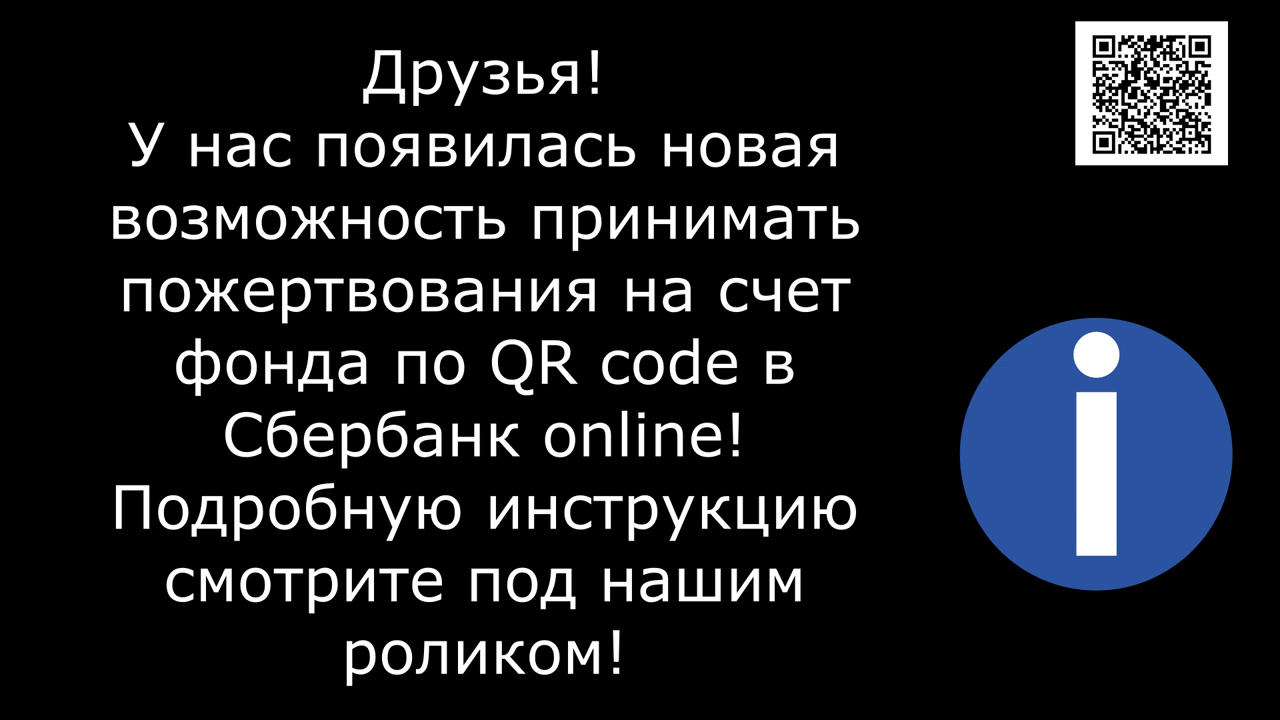 Друзья!
У нас появилась новая
возможность принимать
пожертвования на счет
фонда по QR code в
Сбербанк online!
Подробную инструкцию
смотрите под нашим
роликом!